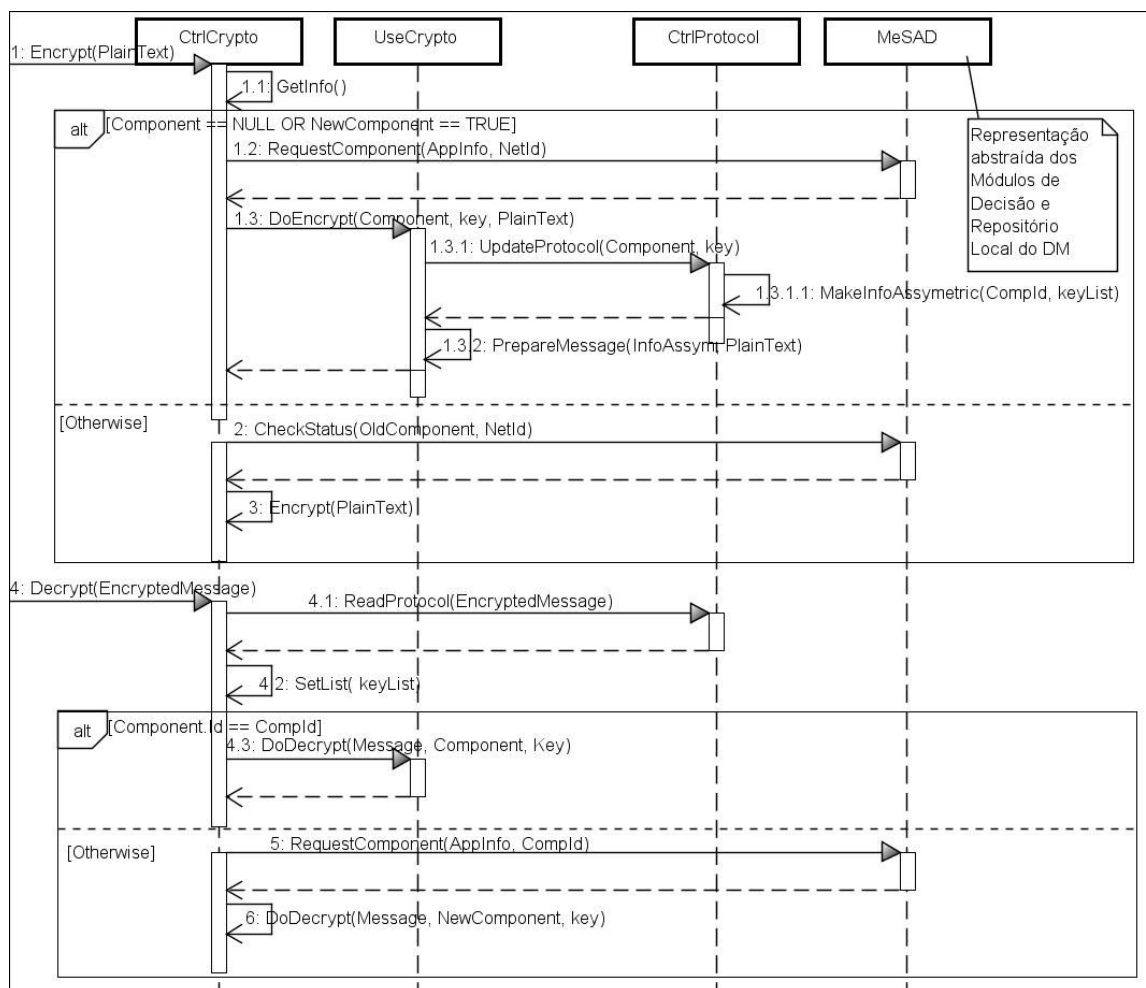 CtrlCrypto
UseCrypto
CtrlProtocol
MeSAD
1: Encrypt(PlainText)
1.1: GetInfo()
alt
[Component == NULL OR NewComponent == TRUE]
Representação
abstraída dos
Módulos de
Decisão e
Repositório
Local do DM
1.2: RequestComponent(AppInfo, NetId)
1.3: DoEncrypt(Component, key, PlainText)
1.3.1: UpdateProtocol(Component, key)
1.3.1.1: MakeInfoAssymetric(CompId, keyList)
1.3.2: PrepareMessage(InfoAssym, PlainText)
[Otherwise]
2: CheckStatus(OldComponent, NetId)
3: Encrypt(PlainText)
4: Decrypt(EncryptedMessage)
4.1: ReadProtocol(EncryptedMessage)
4.2: SetList( keyList)
alt
[Component.Id == CompId]
4.3: DoDecrypt(Message, Component, Key)
[Otherwise]
5: RequestComponent(AppInfo, CompId)
6: DoDecrypt(Message, NewComponent, key)